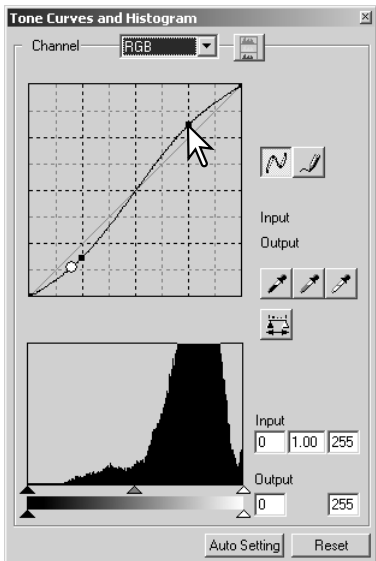 Tone Curves and Histogram
Channel RGB
Input
Output
Input
0 1.00 255
Output
0 255
Auto Setting Reset